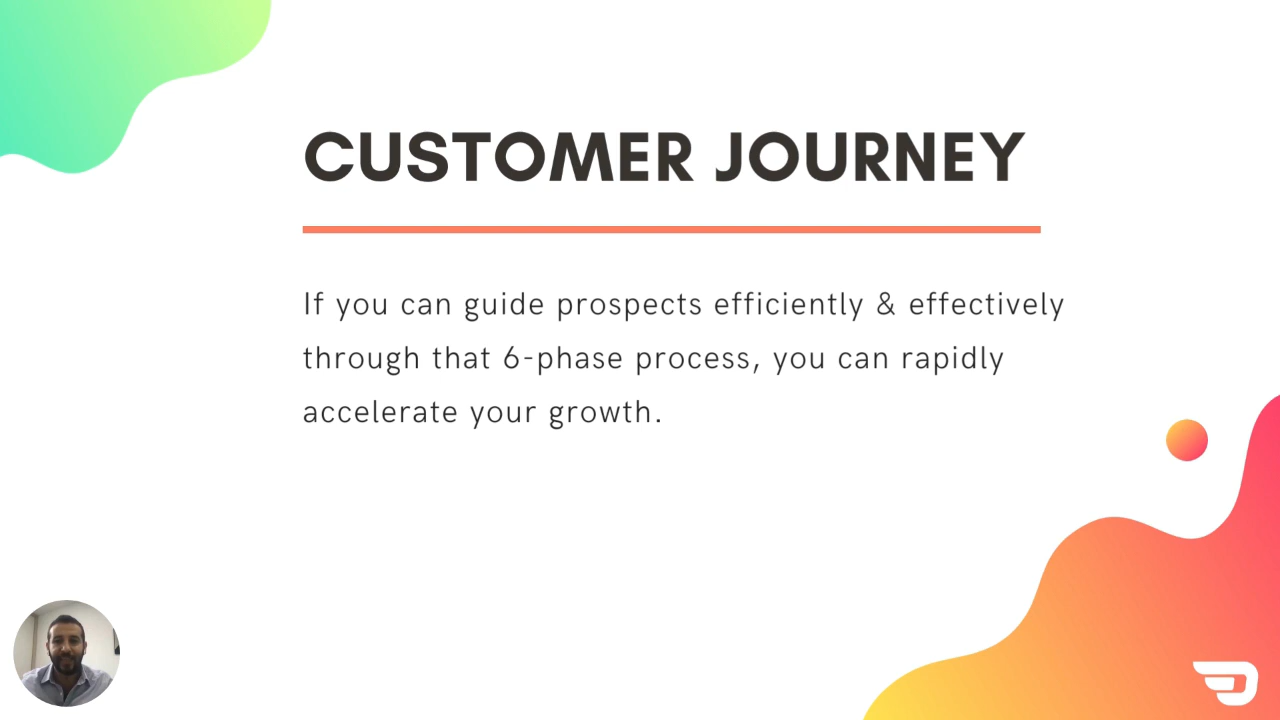 CUSTOMER JOURNEY
If you can guide prospects efficiently & effectively
through that 6-phase process, you can rapidly
accelerate your growth.